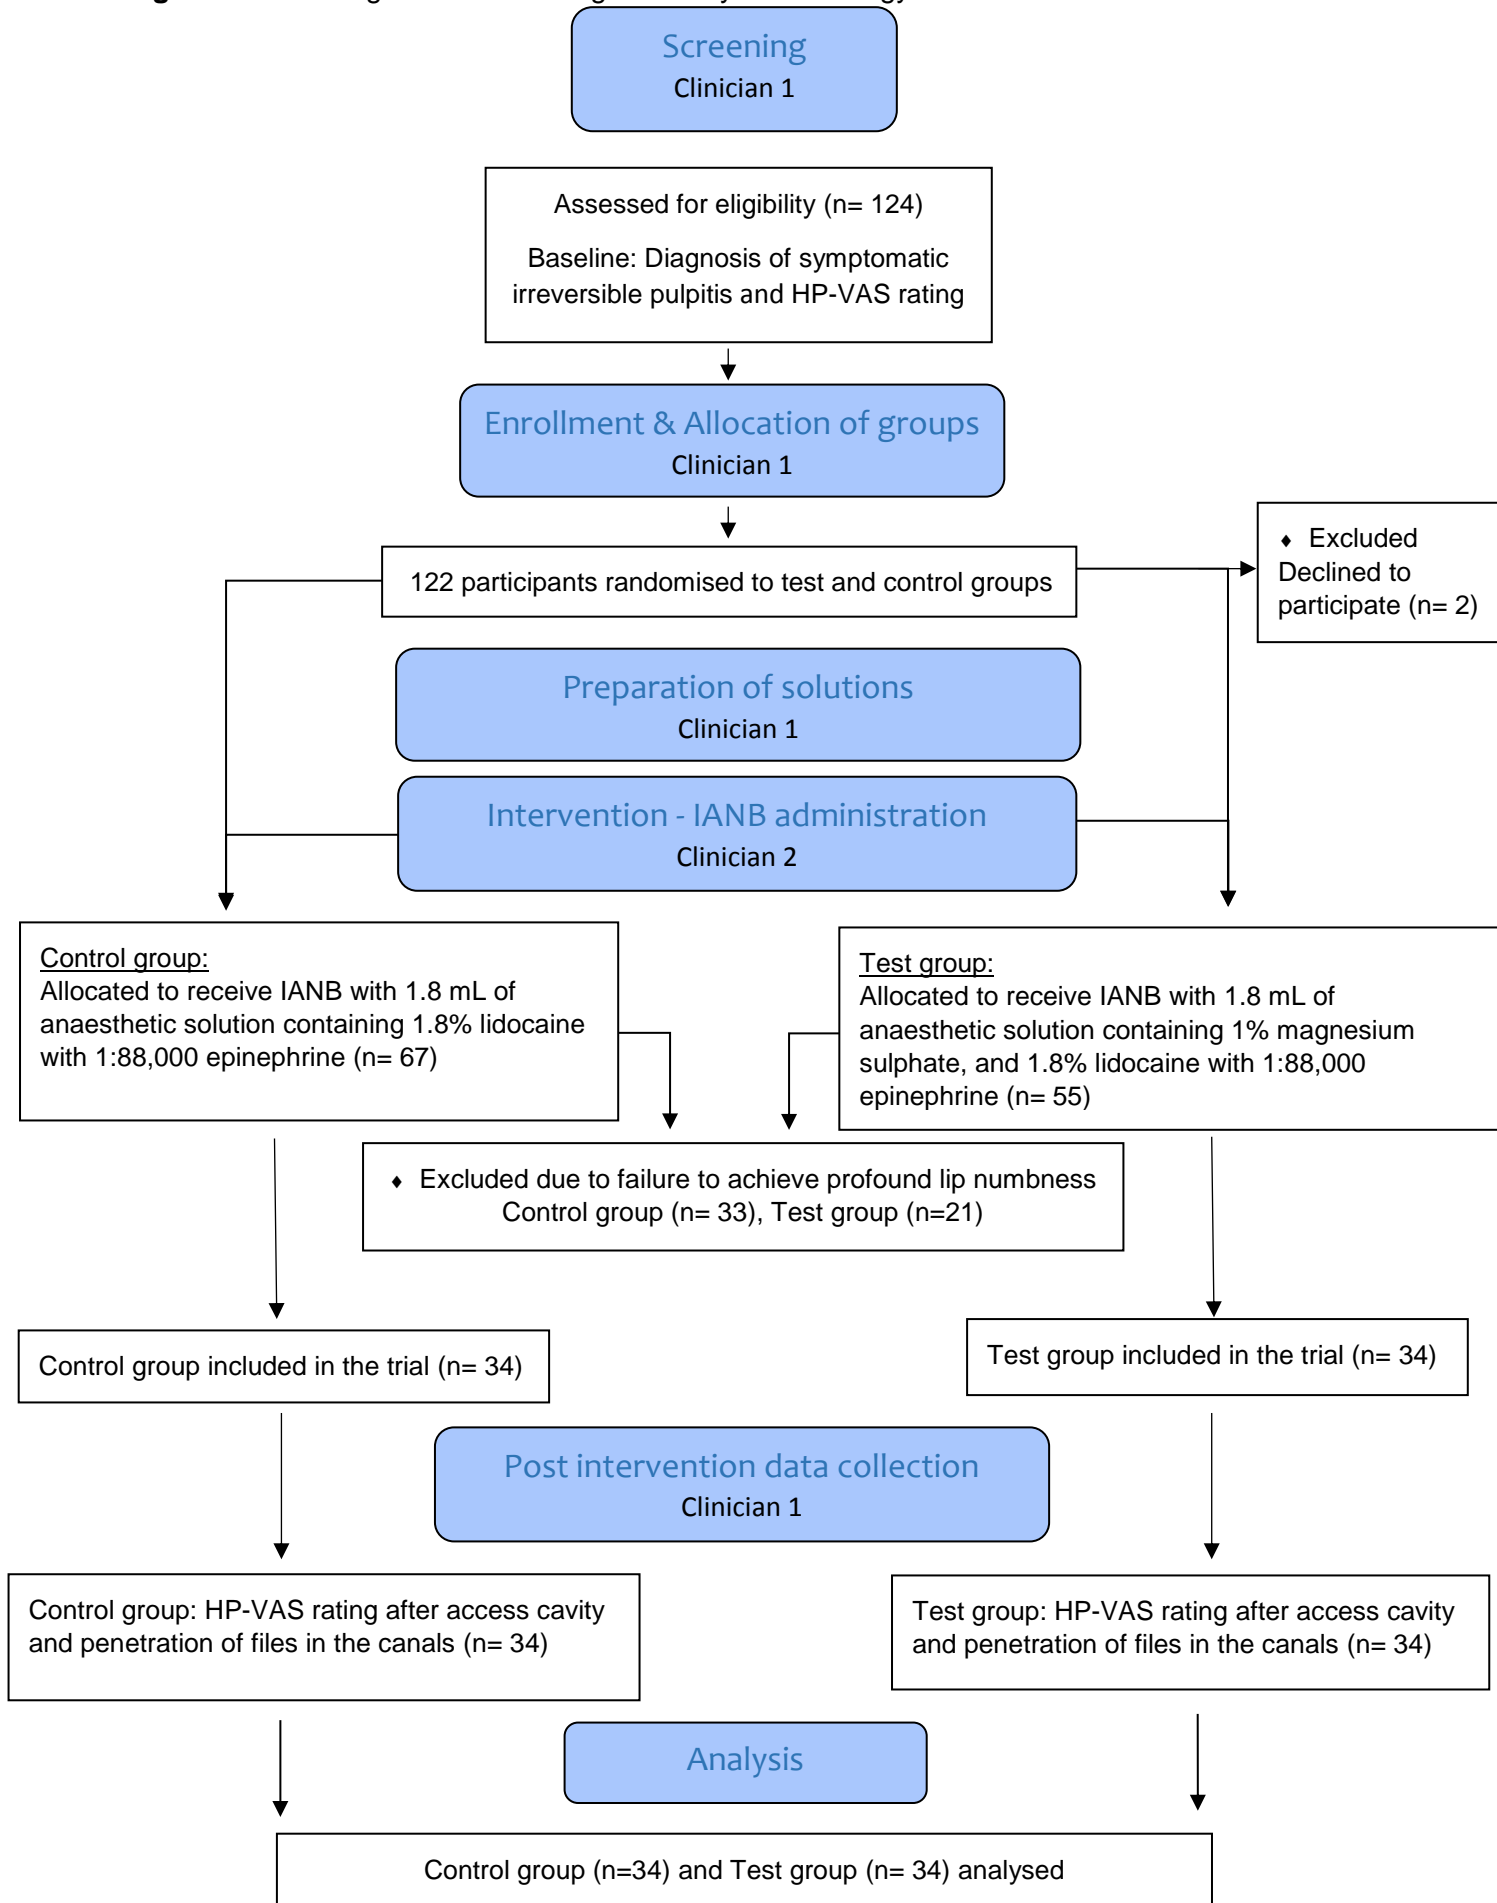 Screening
Clinician 1
Assessed for eligibility (n= 124)
Baseline: Diagnosis of symptomatic
irreversible pulpitis and HP-VAS rating
Enrollment & Allocation of groups
Clinician 1
122 participants randomised to test and control groups
♦ Excluded
Declined to
participate (n= 2)
Preparation of solutions
Clinician 1
Intervention - IANB administration
Clinician 2
Control group:
Allocated to receive IANB with 1.8 mL of
anaesthetic solution containing 1.8% lidocaine
with 1:88,000 epinephrine (n= 67)
Test group:
Allocated to receive IANB with 1.8 mL of
anaesthetic solution containing 1% magnesium
sulphate, and 1.8% lidocaine with 1:88,000
epinephrine (n= 55)
♦ Excluded due to failure to achieve profound lip numbness
Control group (n= 33), Test group (n=21)
Control group included in the trial (n= 34)
Test group included in the trial (n= 34)
Post intervention data collection
Clinician 1
Control group: HP-VAS rating after access cavity
and penetration of files in the canals (n= 34)
Test group: HP-VAS rating after access cavity
and penetration of files in the canals (n= 34)
Analysis
Control group (n=34) and Test group (n= 34) analysed